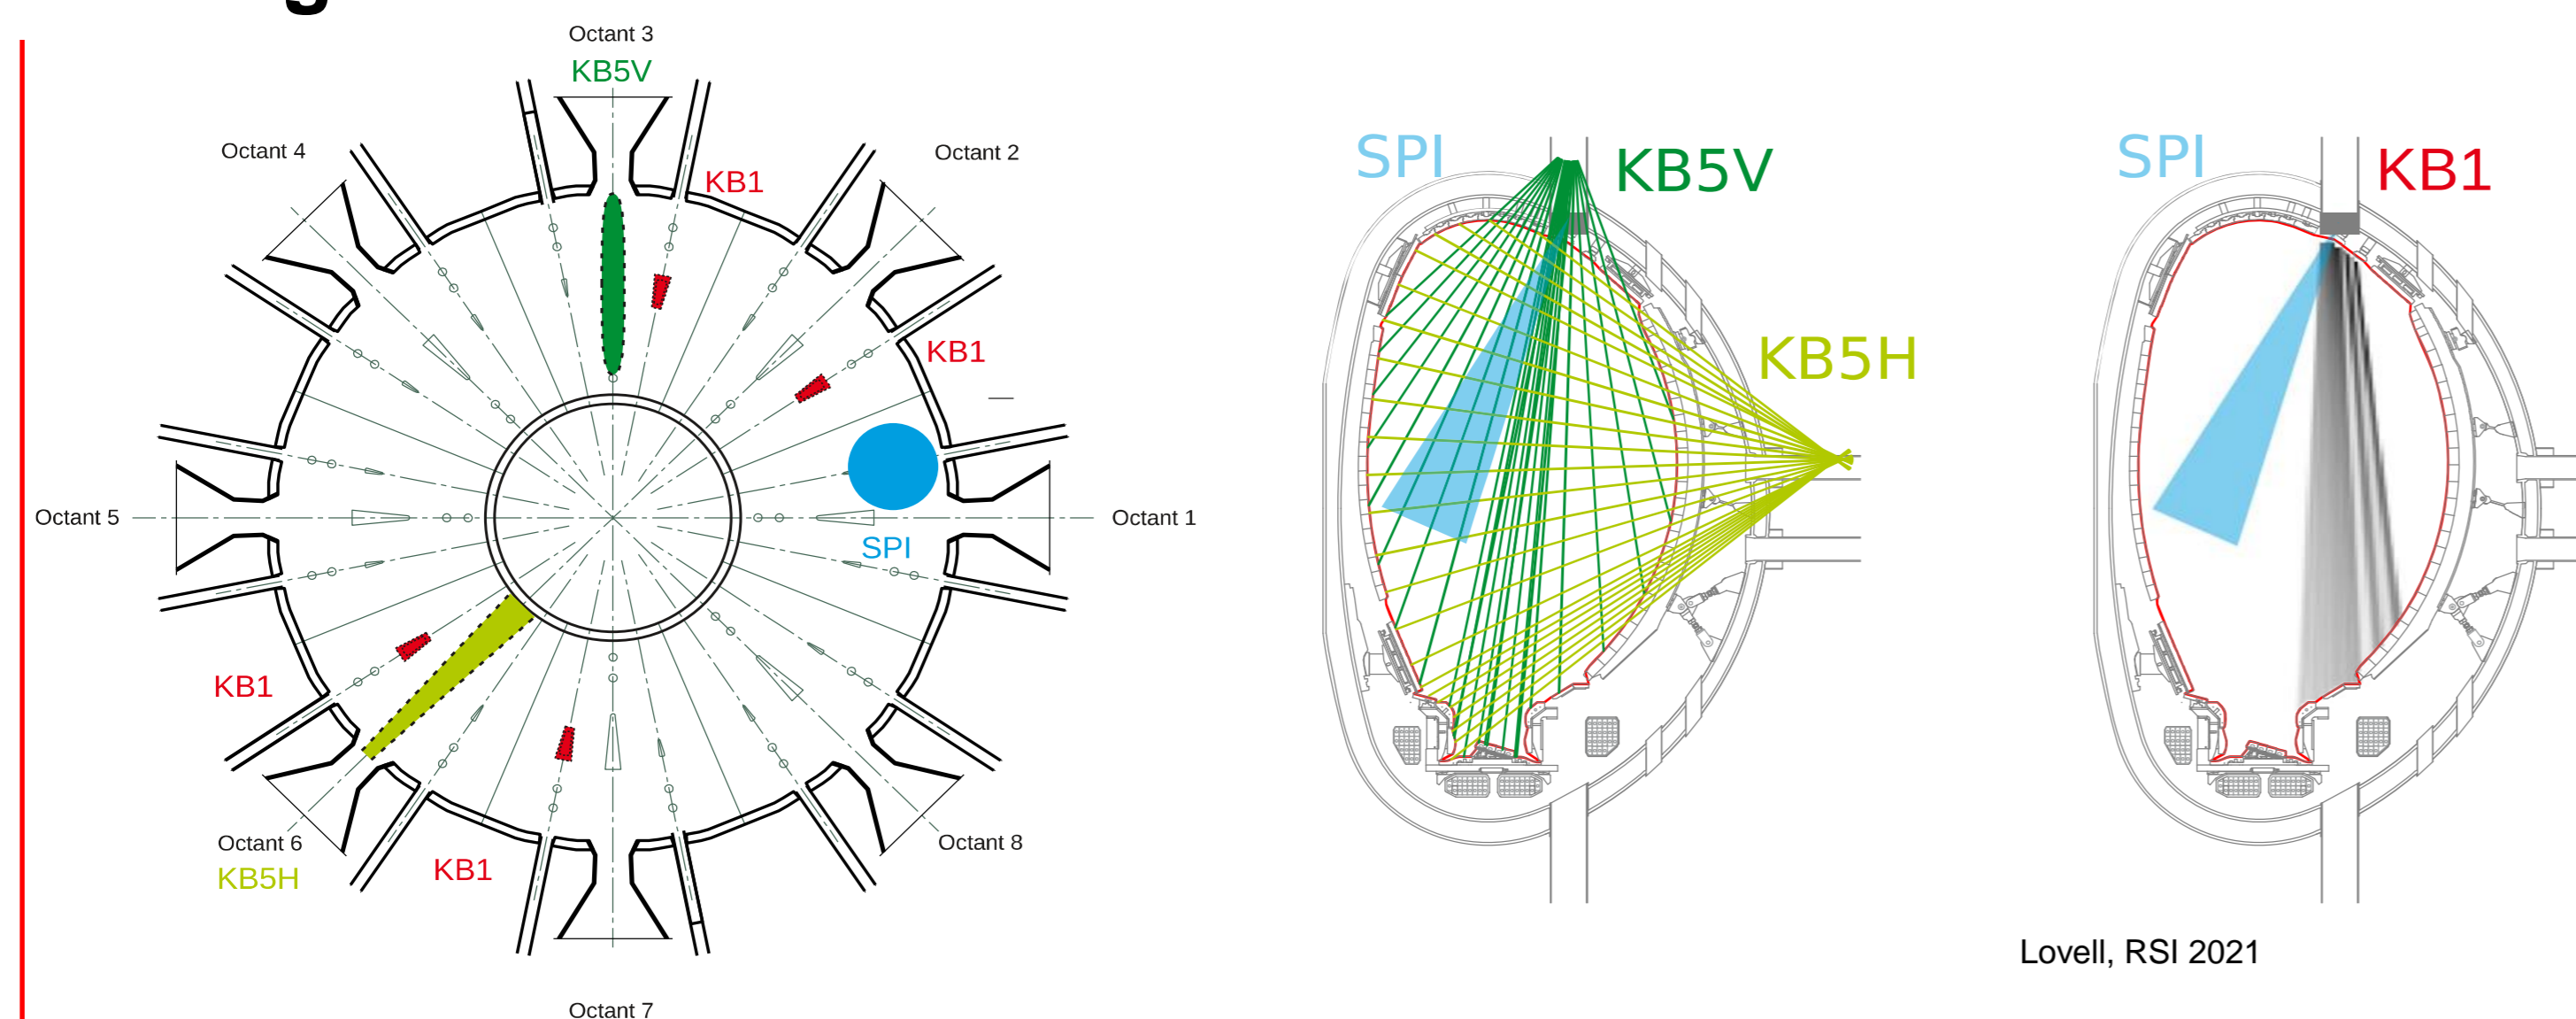 Octant 3
KB5V
Octant 4
Octant 2
KB1
KB1
Octant 5
Octant 1
SPI
KB1
Octant 6
KB5H
KB1
Octant 8
Octant 7
SPI
KB5V
KB5H
SPI
KB1
Lovell, RSI 2021